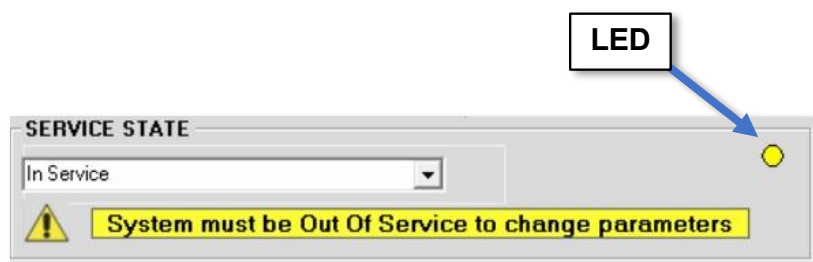 LED
SERVICE STATE
In Service
System must be Out Of Service to change parameters